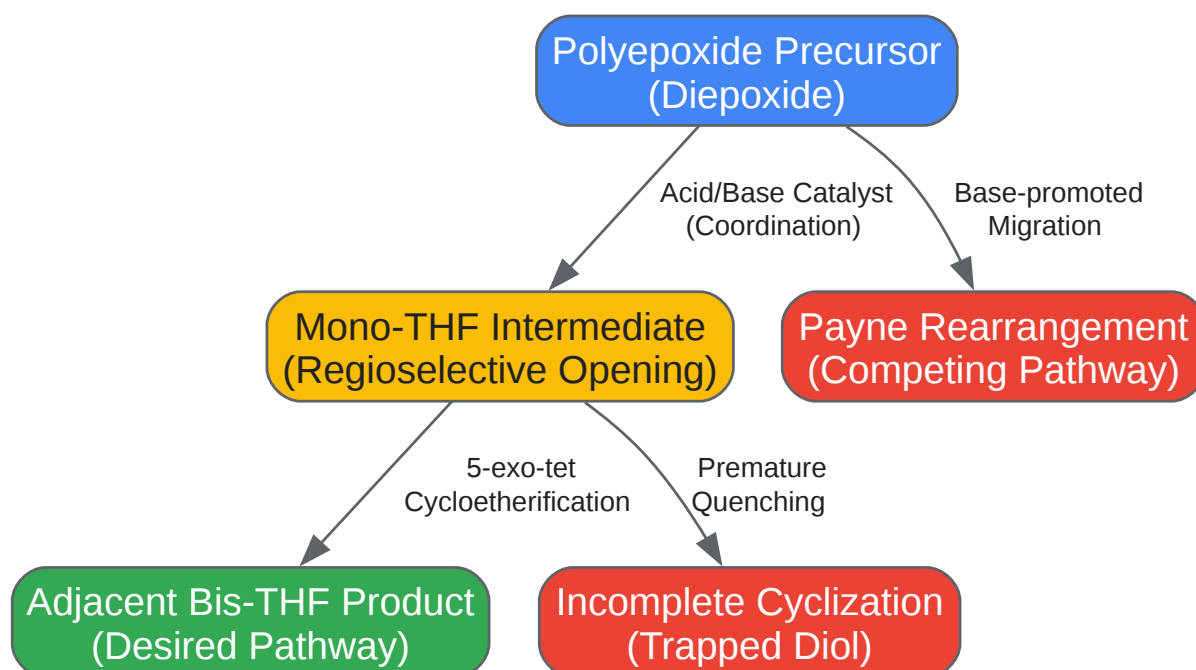 Polyepoxide Precursor
(Diepoxide)
Acid/Base Catalyst
(Coordination)
Base-promoted
Migration
Mono-THF Intermediate
(Regioselective Opening)
Payne Rearrangement
(Competing Pathway)
5-exo-tet
Cycloetherification
Premature
Quenching
Adjacent Bis-THF Product
(Desired Pathway)
Incomplete Cyclization
(Trapped Diol)